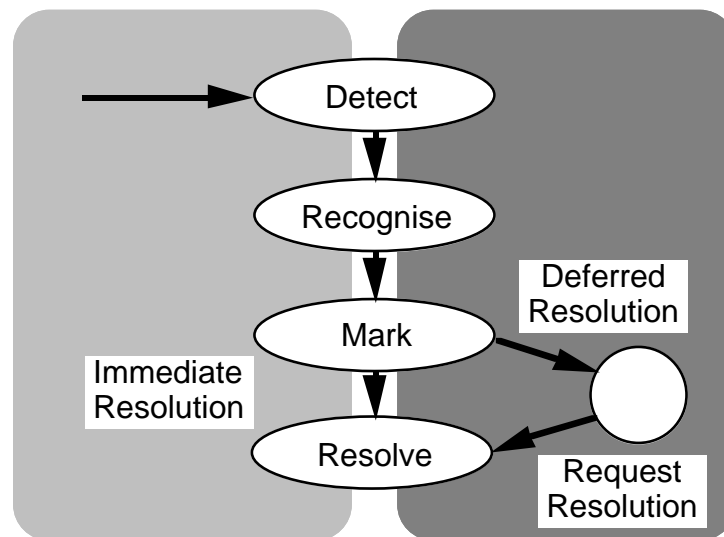 Detect
Recognise
Deferred
Resolution
Mark
Immediate
Resolution
Resolve
Request
Resolution